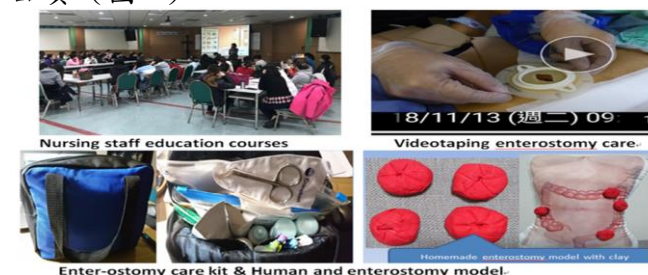 Nursing staff education courses
18/11/13 (週二) 09:
Videotaping enterostomy care
Homemade enterostomy model with clay
Enter-ostomy care kit & Human and enterostomy model